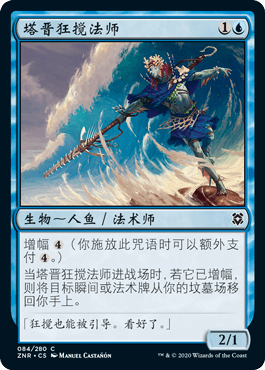 塔晋狂搅法师 1
生物～人鱼 / 法术师
增幅 4（你施放此咒语时可以额外支
付 4。）
当塔晋狂搅法师进战场时，若它已增幅，
则将目标瞬间或法术牌从你的坟墓场移
回你手上。
「狂搅也能被引导。看好了。」
2/1
084/280 C
ZNR • CS MANUEL CASTAÑÓN
™ & © 2020 Wizards of the Coast